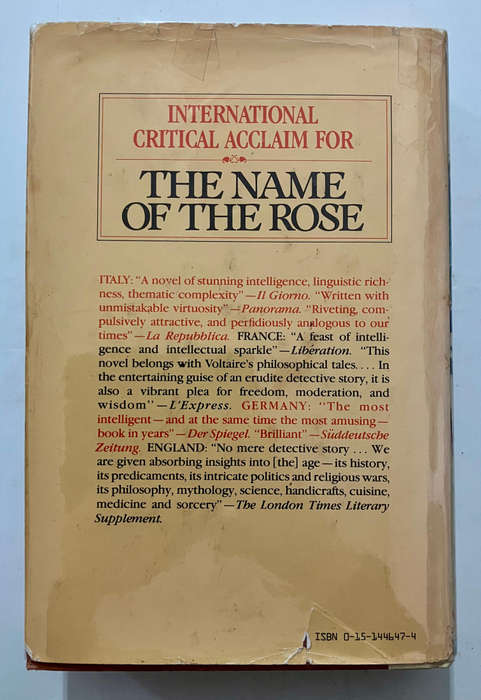 INTERNATIONAL
CRITICAL ACCLAIM FOR
THE NAME
OF THE ROSE
ITALY: “A novel of stunning intelligence, linguistic rich-
ness, thematic complexity”—Il Giorno. “Written with
unmistakable virtuosity”—Panorama. “Riveting, com-
pulsively attractive, and perfidiously analogous to our
times”—La Repubblica. FRANCE: “A feast of intelli-
gence and intellectual sparkle”—Libération. “This
novel belongs with Voltaire’s philosophical tales.... In
the entertaining guise of an erudite detective story, it is
also a vibrant plea for freedom, moderation, and
wisdom”—L’Express. GERMANY: “The most
intelligent—and at the same time the most amusing—
book in years”—Der Spiegel. “Brilliant”—Süddeutsche
Zeitung. ENGLAND: “No mere detective story ... We
are given absorbing insights into [the] age—its history,
its predicaments, its intricate politics and religious wars,
its philosophy, mythology, science, handicrafts, cuisine,
medicine and sorcery”—The London Times Literary
Supplement.
ISBN 0-15-144647-4